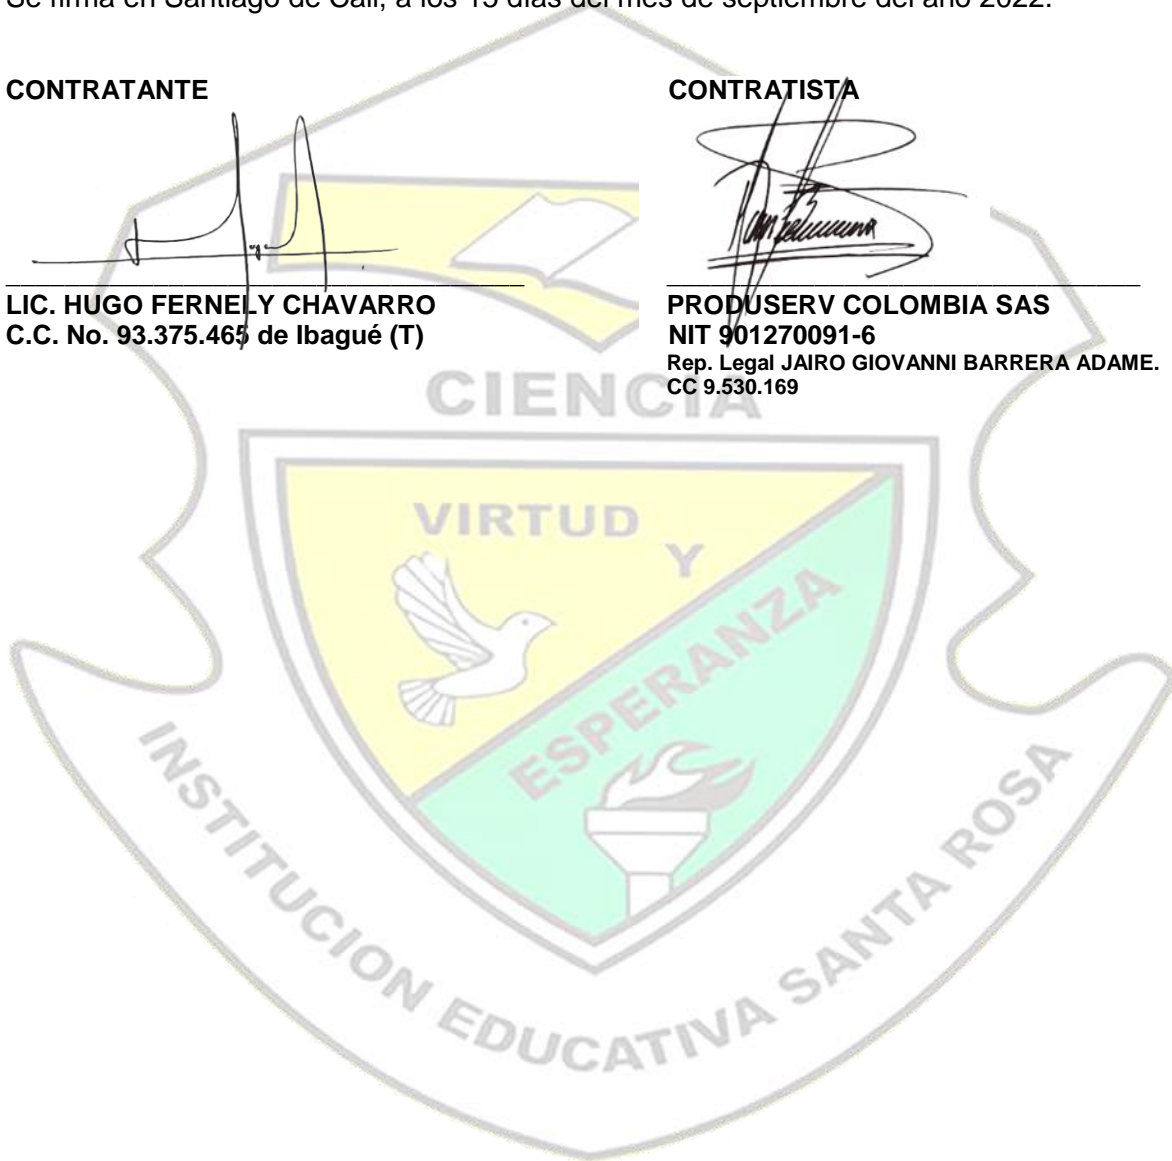 Se firma en Santiago de Cali, a los 15 días del mes de septiembre del año 2022.
CONTRATANTE
CONTRATISTA
LIC. HUGO FERNELY CHAVARRO
C.C. No. 93.375.465 de Ibagué (T)
PRODUSERV COLOMBIA SAS
NIT 901270091-6
Rep. Legal JAIRO GIOVANNI BARRERA ADAME.
CC 9.530.169
CIENCIA
VIRTUD
Y
ESPERANZA
INSTITUCION EDUCATIVA SANTA ROSA